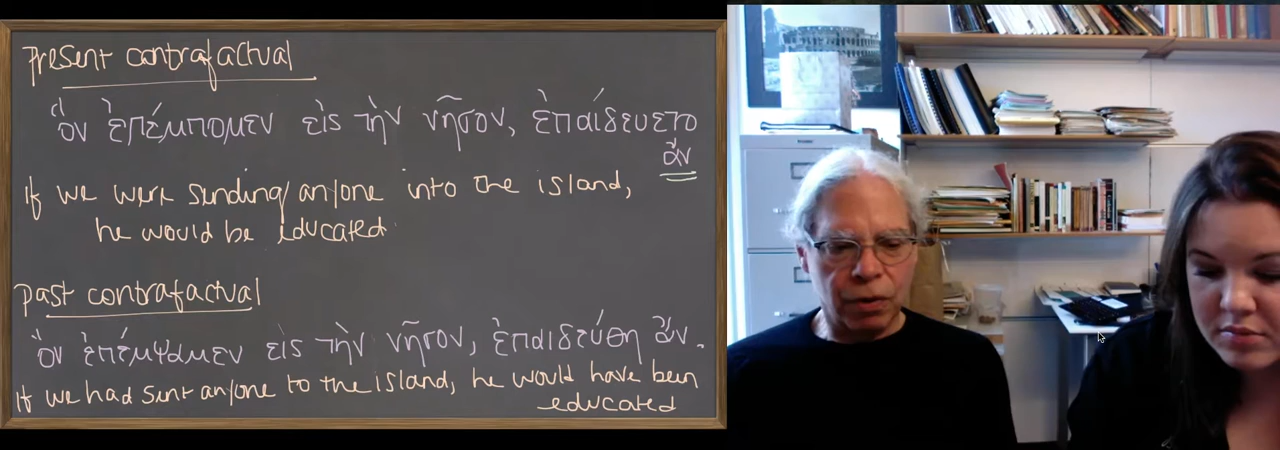 Present contrafactual
ὃν ἐπέμπομεν εἰς τὴν νῆσον, ἐπαίδευετο
ἄν
If we were sending anyone into the island,
he would be educated.
past contrafactual
ὃν ἐπέμψαμεν εἰς τὴν νῆσον, ἐπαιδεύθη ἄν.
If we had sent anyone to the island, he would have been
educated